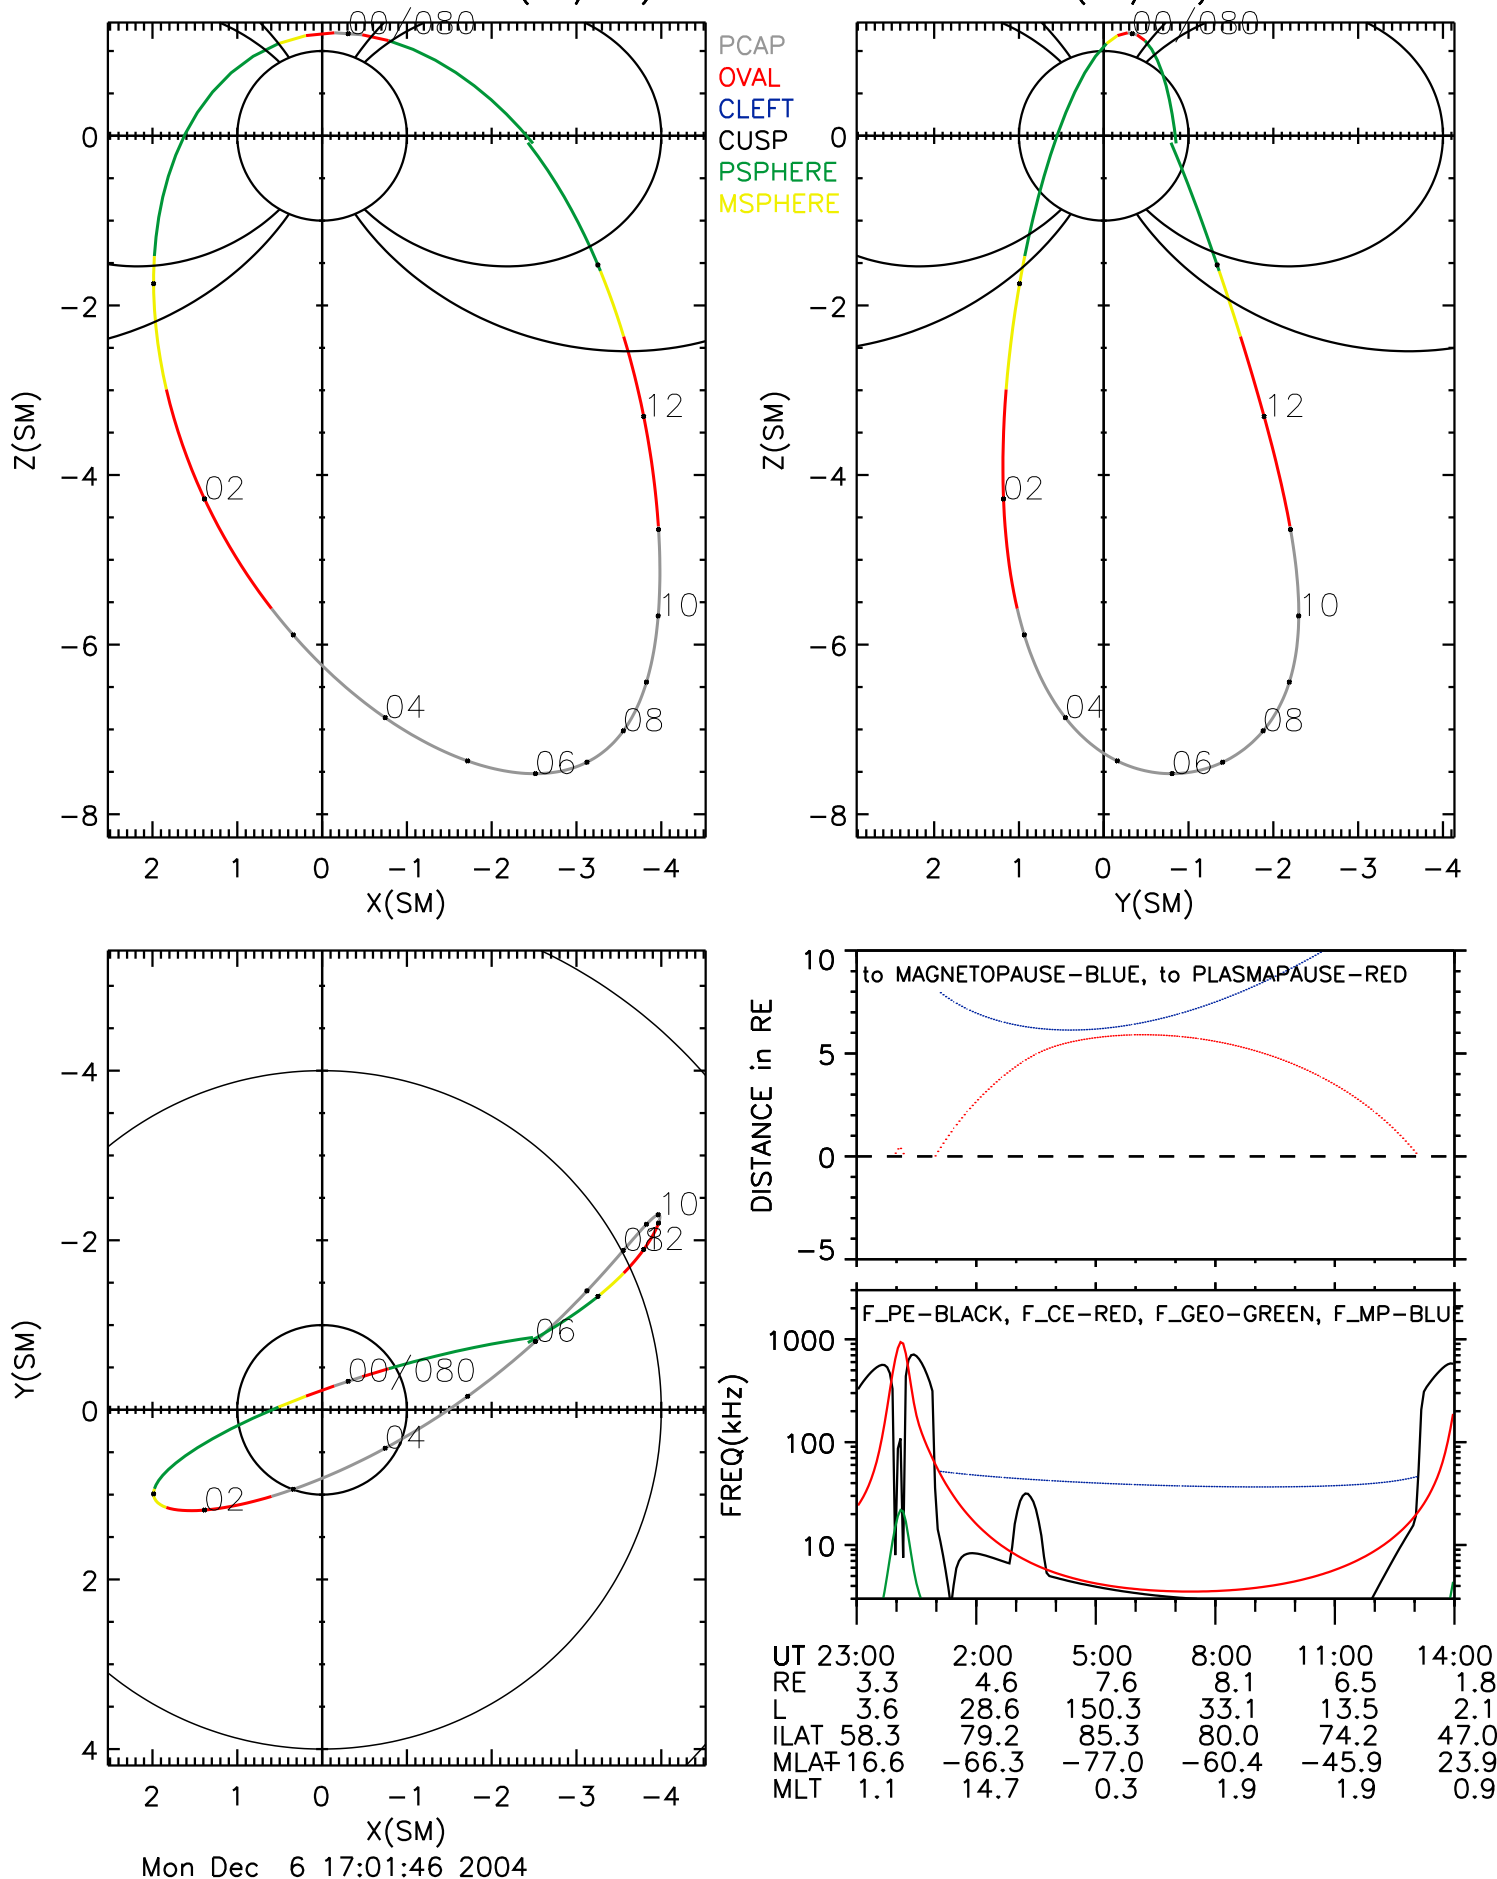 00/080
00/080
PCAP
OVAL
CLEFT
CUSP
PSPHERE
MSPHERE
0
-2
-4
-6
-8
Z(SM)
02
04
06
08
10
12
2 1 0 -1 -2 -3 -4
X(SM)
0
-2
-4
-6
-8
Z(SM)
02
04
06
08
10
12
2 1 0 -1 -2 -3 -4
Y(SM)
-4
-2
0
2
4
Y(SM)
00/080
02
04
06
08
10
12
2 1 0 -1 -2 -3 -4
X(SM)
10
5
0
-5
DISTANCE in RE
to MAGNETOPAUSE-BLUE, to PLASMAPAUSE-RED
F_PE-BLACK, F_CE-RED, F_GEO-GREEN, F_MP-BLUE
1000
100
10
FREQ(kHz)
UT 23:00 2:00 5:00 8:00 11:00 14:00
RE 3.3 4.6 7.6 8.1 6.5 1.8
L 3.6 28.6 150.3 33.1 13.5 2.1
ILAT 58.3 79.2 85.3 80.0 74.2 47.0
MLAT -16.6 -66.3 -77.0 -60.4 -45.9 23.9
MLT 1.1 14.7 0.3 1.9 1.9 0.9
Mon Dec 6 17:01:46 2004